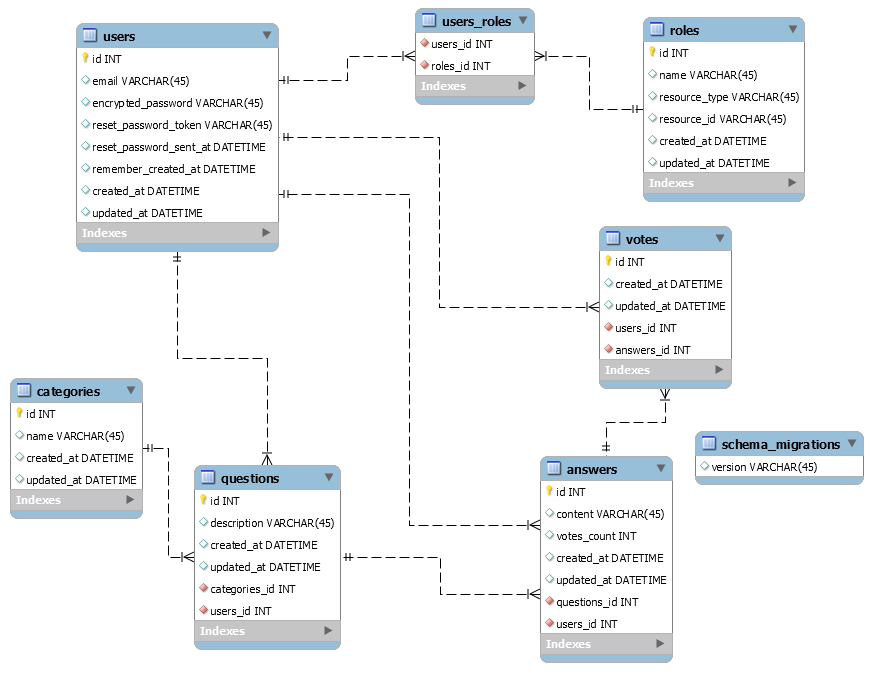 users
id INT
email VARCHAR(45)
encrypted_password VARCHAR(45)
reset_password_token VARCHAR(45)
reset_password_sent_at DATETIME
remember_created_at DATETIME
created_at DATETIME
updated_at DATETIME
Indexes
users_roles
users_id INT
roles_id INT
Indexes
roles
id INT
name VARCHAR(45)
resource_type VARCHAR(45)
resource_id VARCHAR(45)
created_at DATETIME
updated_at DATETIME
Indexes
votes
id INT
created_at DATETIME
updated_at DATETIME
users_id INT
answers_id INT
Indexes
categories
id INT
name VARCHAR(45)
created_at DATETIME
updated_at DATETIME
Indexes
questions
id INT
description VARCHAR(45)
created_at DATETIME
updated_at DATETIME
categories_id INT
users_id INT
Indexes
answers
id INT
content VARCHAR(45)
votes_count INT
created_at DATETIME
updated_at DATETIME
questions_id INT
users_id INT
Indexes
schema_migrations
version VARCHAR(45)